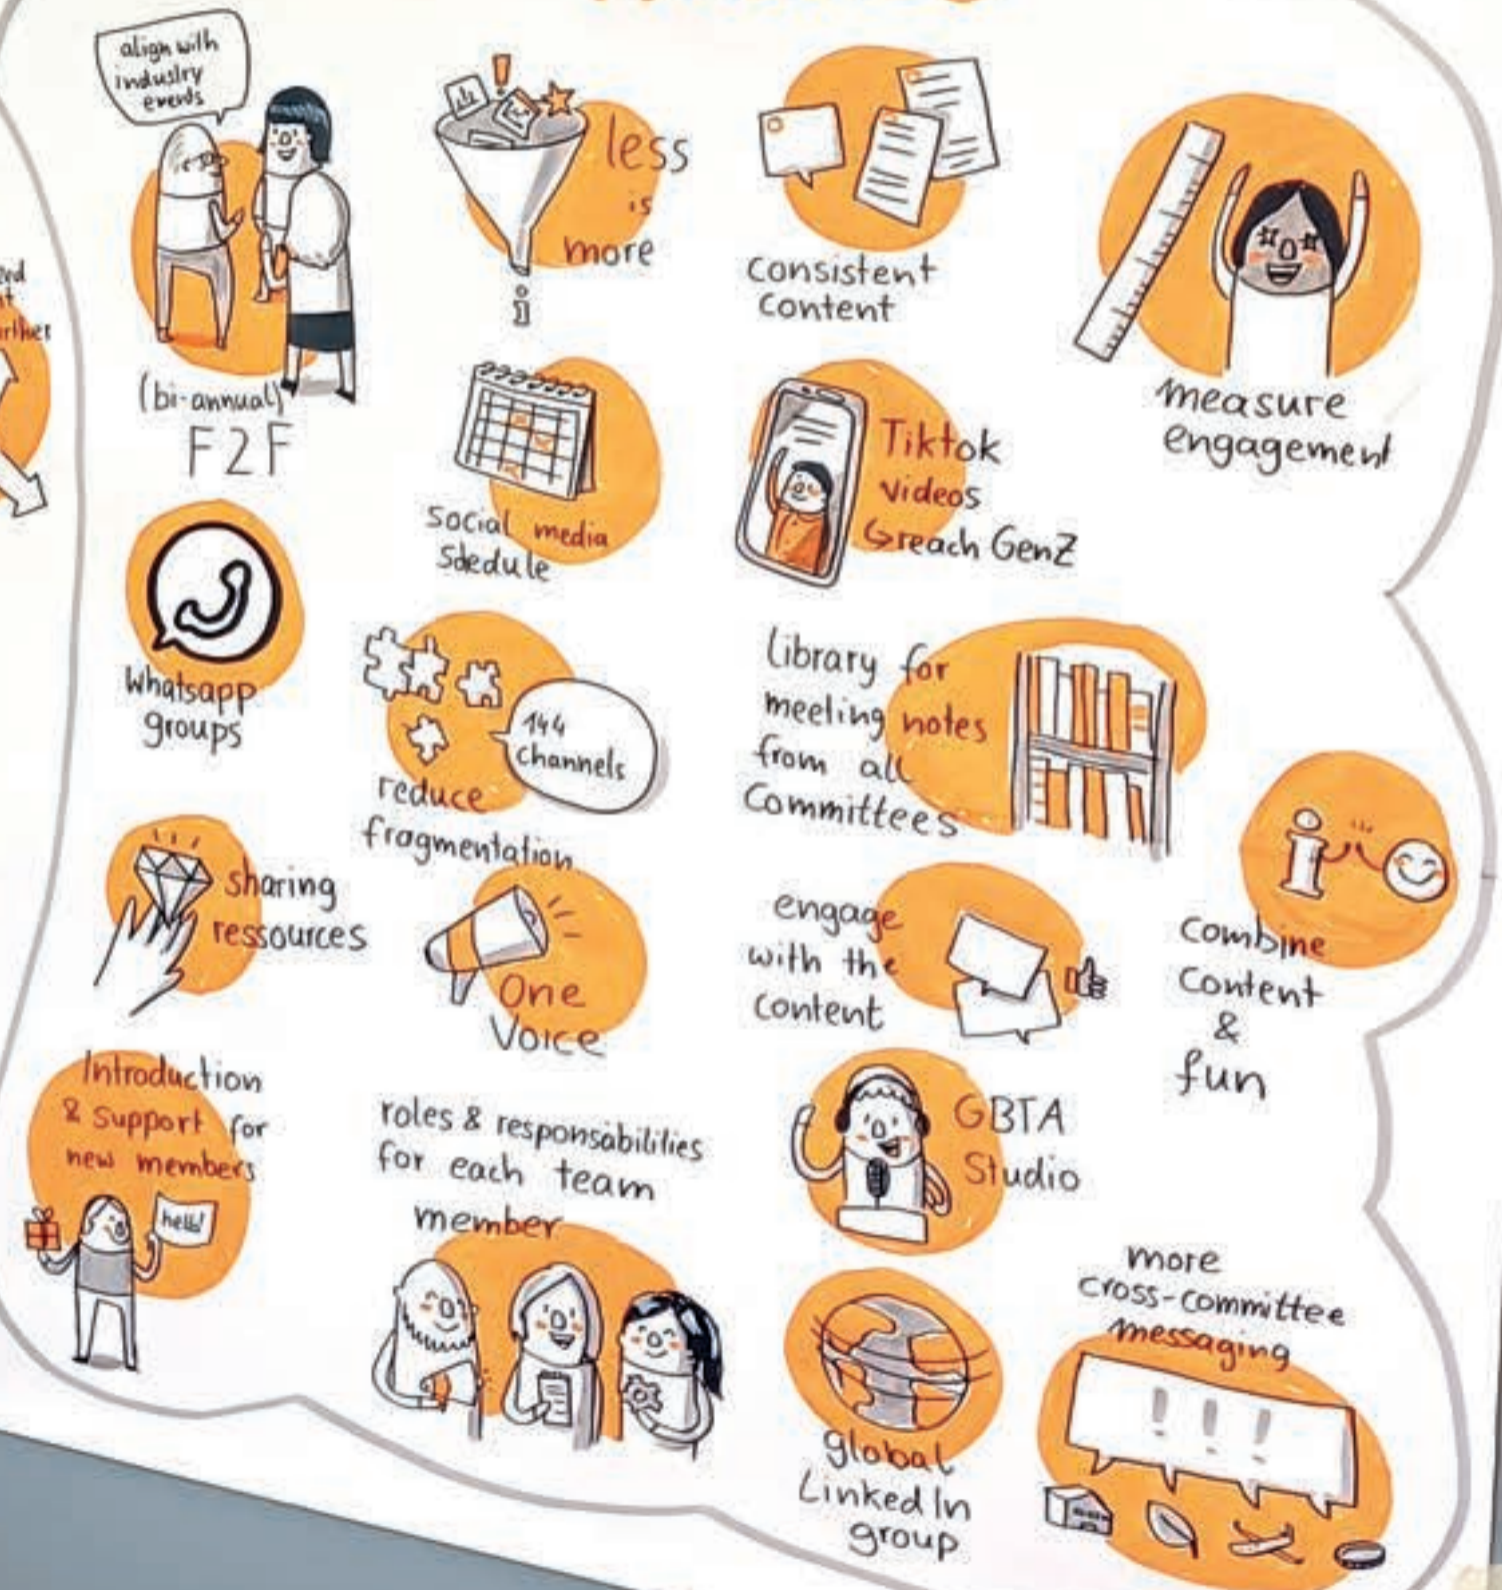 align with
industry
events
(bi-annual)
F2F
less
is
more
i
consistent
content
measure
engagement
social media
Schedule
Tiktok
videos
↳reach GenZ
Whatsapp
groups
144
channels
reduce
fragmentation
Library for
meeting notes
from all
Committees
sharing
ressources
One
Voice
engage
with the
content
i
combine
content
&
fun
Introduction
& support for
new members
hello!
roles & responsabilities
for each team
member
GBTA
Studio
global
LinkedIn
group
more
cross-committee
messaging
! ! !